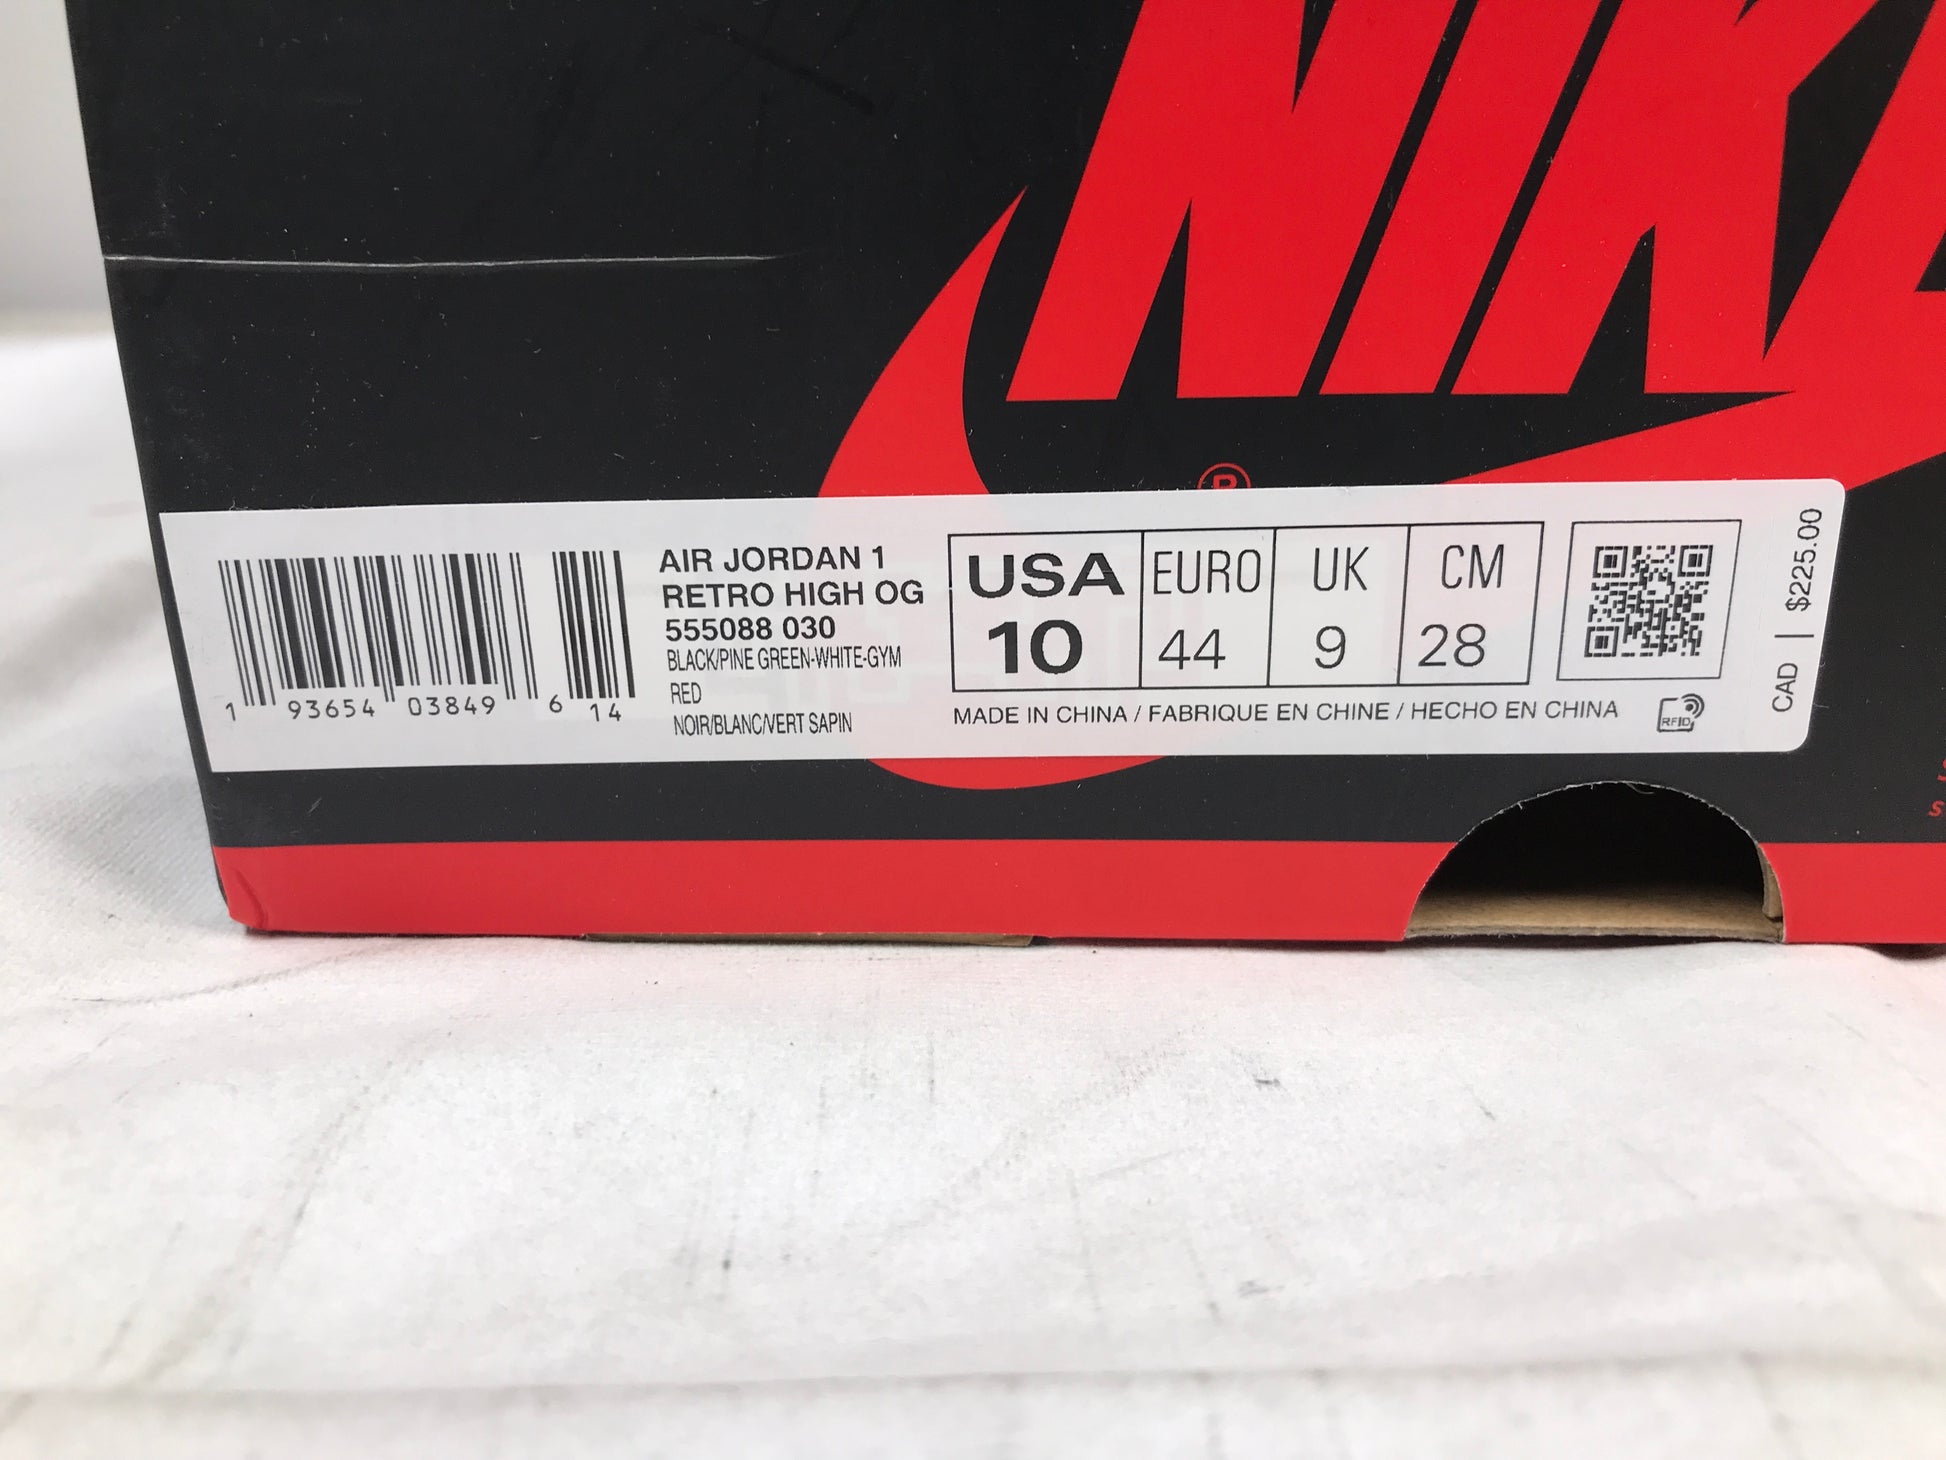 NIKE
®
AIR JORDAN 1
RETRO HIGH OG
555088 030
BLACK/PINE GREEN-WHITE-GYM
RED
NOIR/BLANC/VERT SAPIN
1 93654 03849 6 14
USA EURO UK CM
10 44 9 28
MADE IN CHINA / FABRIQUE EN CHINE / HECHO EN CHINA
RFID
CAD | $225.00